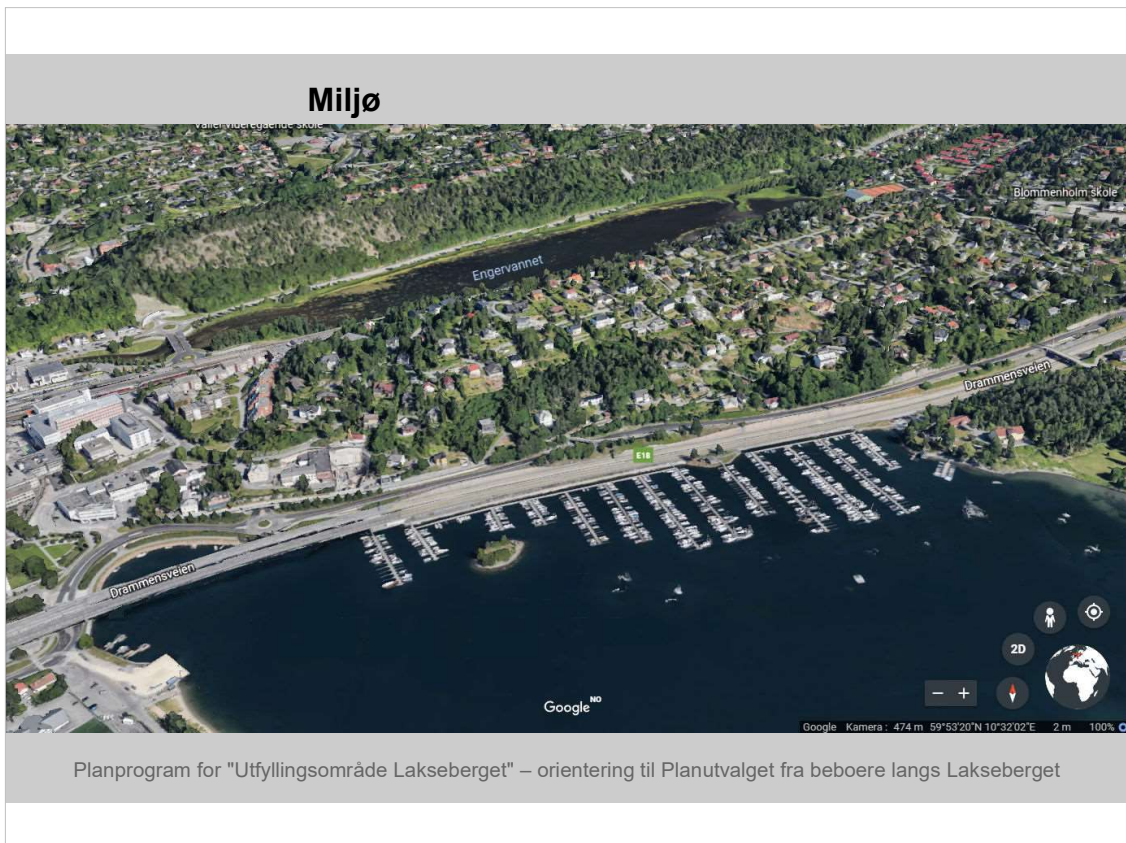 Miljø
Valler videregående skole
Blommenholm skole
Engervannet
Drammensveien
E18
Drammensveien
2D
Google NO
Google Kamera : 474 m 59°53'20"N 10°32'02"E 2 m 100%
Planprogram for "Utfyllingsområde Lakseberget" – orientering til Planutvalget fra beboere langs Lakseberget